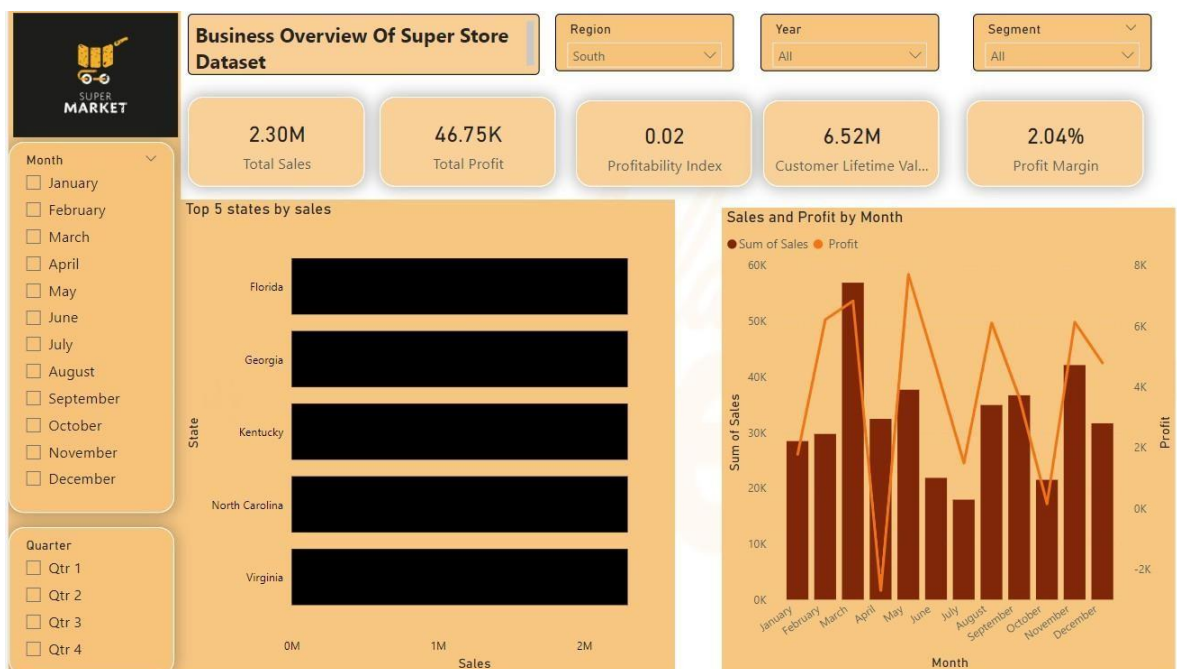 SUPER
MARKET
Business Overview Of Super Store
Dataset
Region
South
Year
All
Segment
All
2.30M
Total Sales
46.75K
Total Profit
0.02
Profitability Index
6.52M
Customer Lifetime Val...
2.04%
Profit Margin
Month
January
February
March
April
May
June
July
August
September
October
November
December
Quarter
Qtr 1
Qtr 2
Qtr 3
Qtr 4
Top 5 states by sales
State
Florida
Georgia
Kentucky
North Carolina
Virginia
0M 1M 2M
Sales
Sales and Profit by Month
Sum of Sales Profit
Sum of Sales
60K
50K
40K
30K
20K
10K
0K
8K
6K
4K
2K
0K
-2K
Profit
January February March April May June July August September October November December
Month